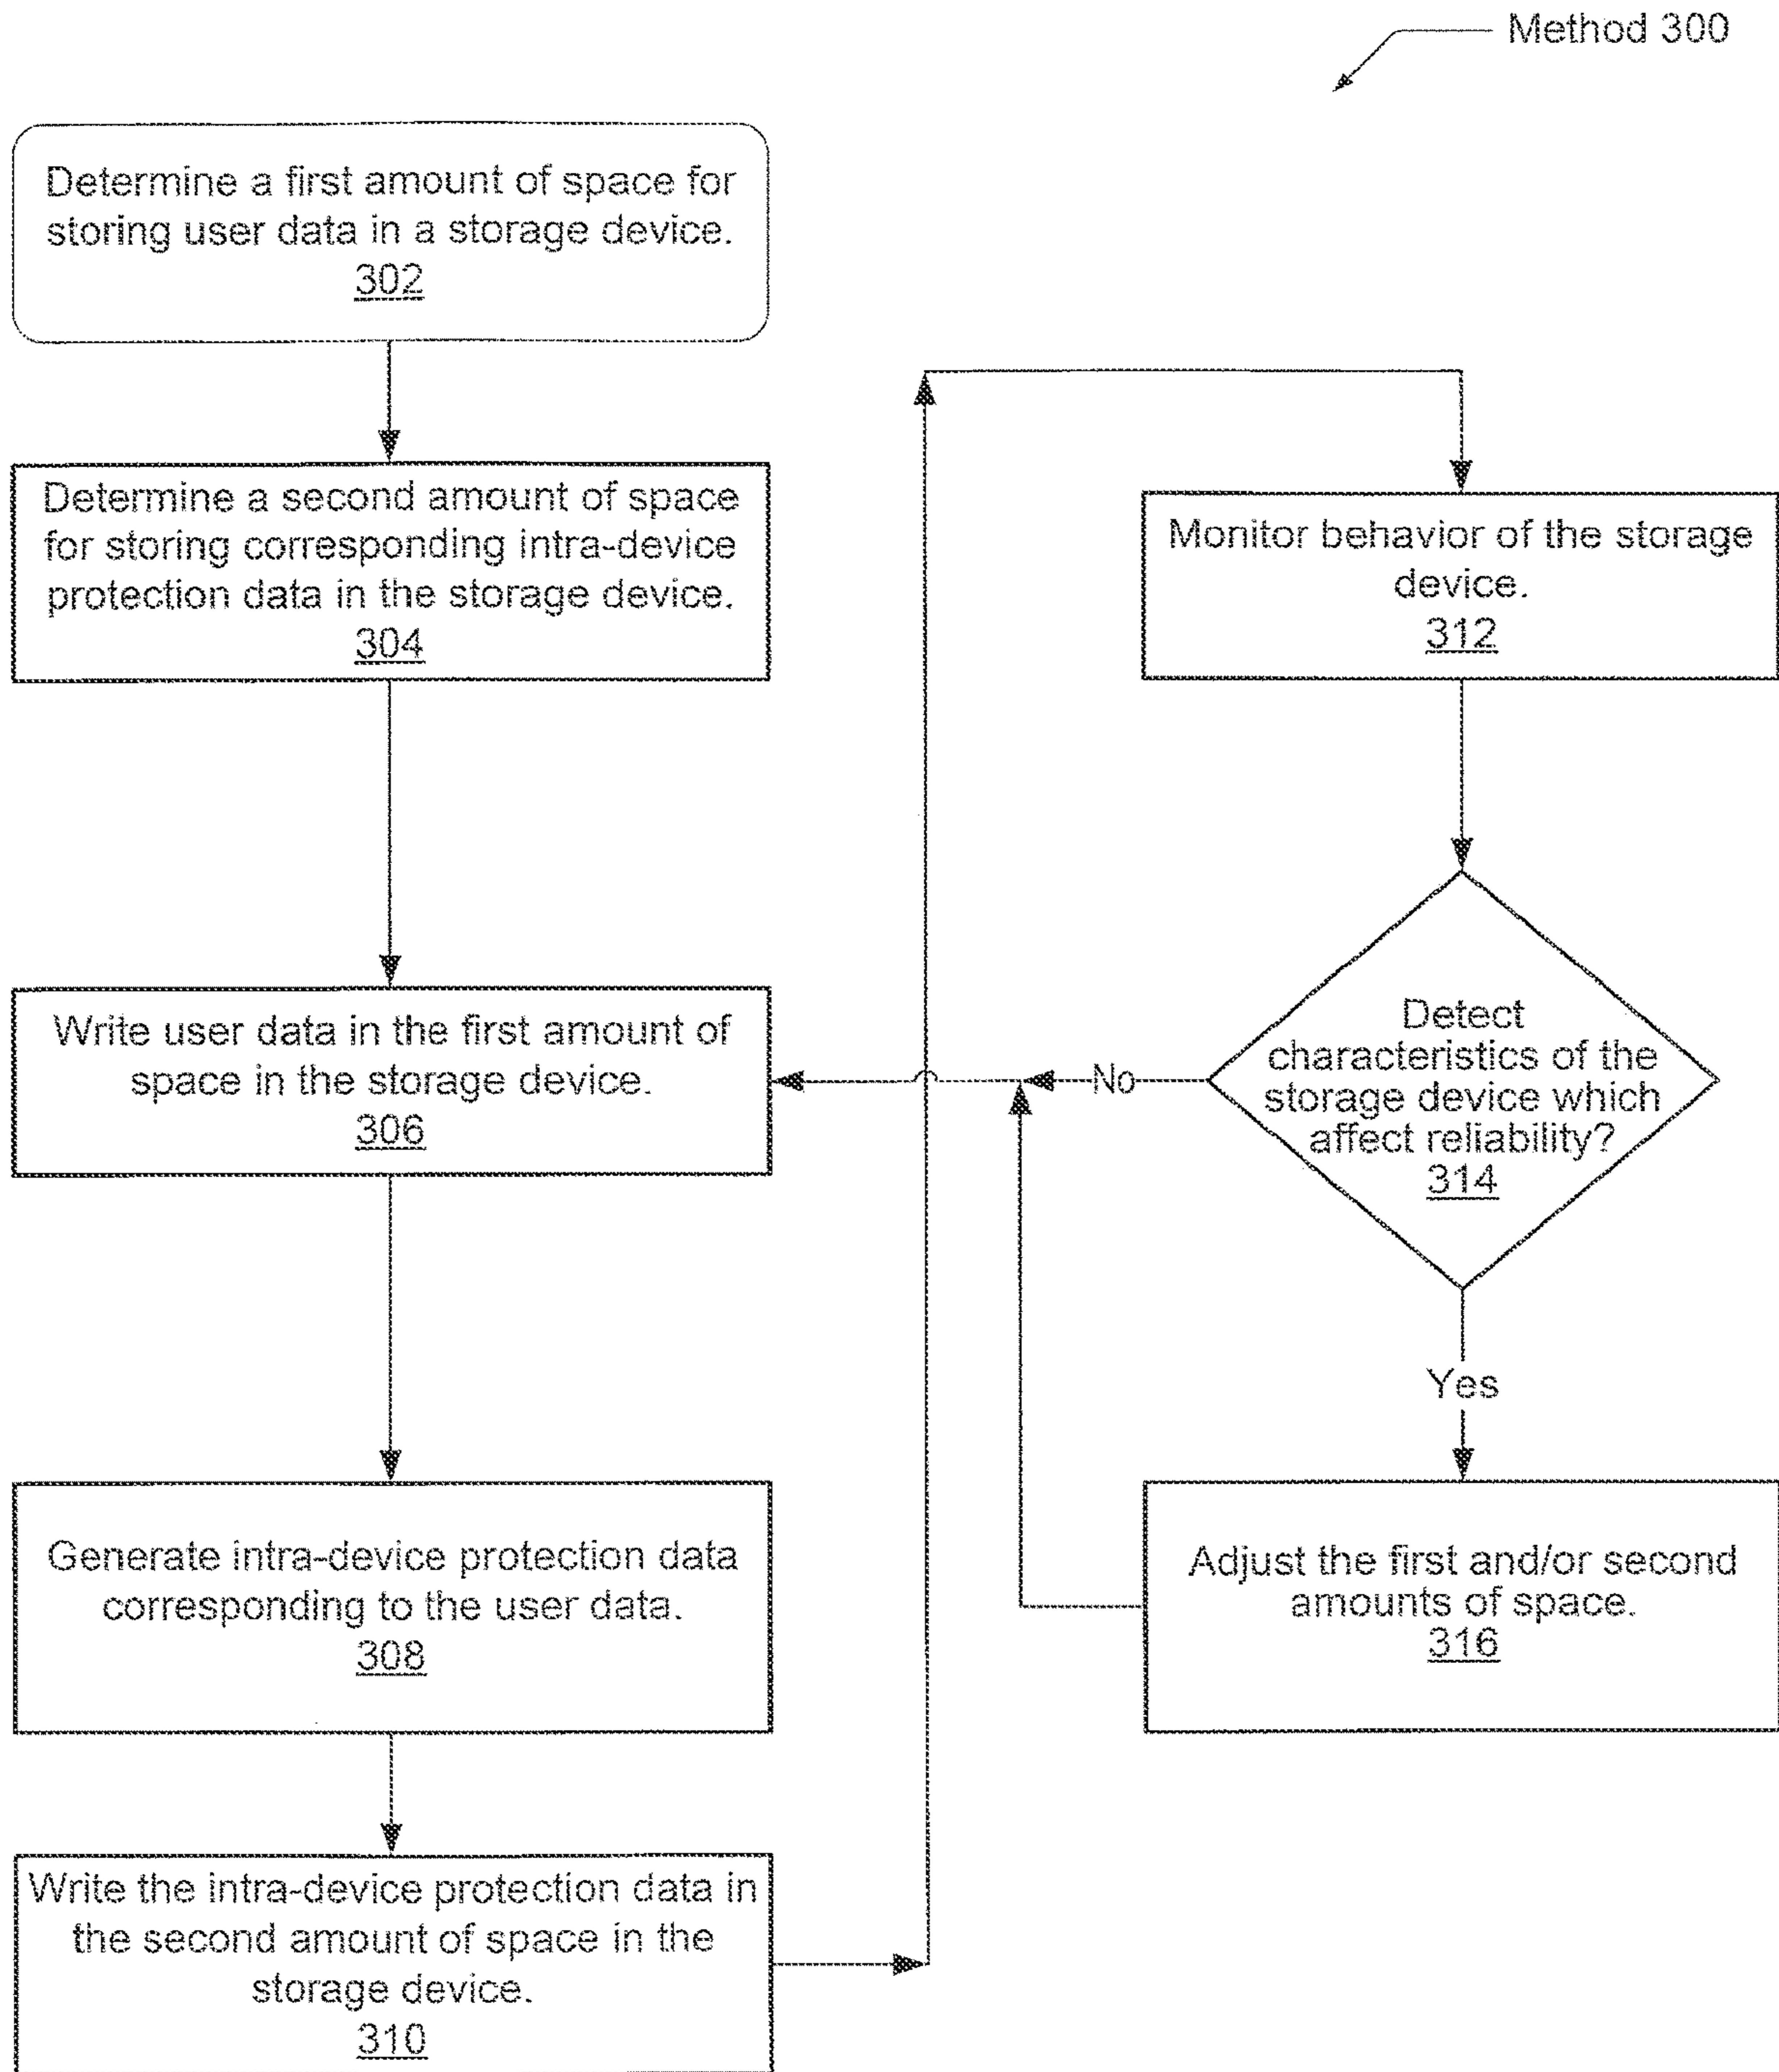 Method 300
Determine a first amount of space for
storing user data in a storage device.
302
Determine a second amount of space
for storing corresponding intra-device
protection data in the storage device.
304
Write user data in the first amount of
space in the storage device.
306
Generate intra-device protection data
corresponding to the user data.
308
Write the intra-device protection data in
the second amount of space in the
storage device.
310
Monitor behavior of the storage
device.
312
Detect
characteristics of the
storage device which
affect reliability?
314
No
Yes
Adjust the first and/or second
amounts of space.
316